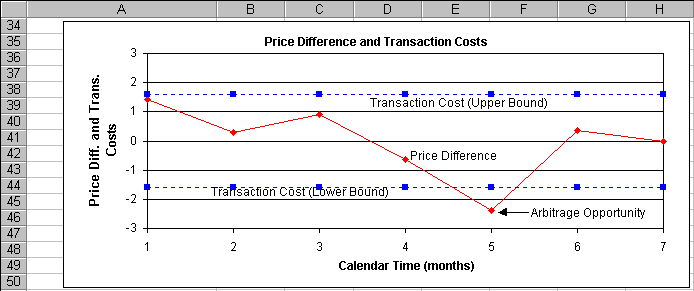 A B C D E F G H
34
35
36
37
38
39
40
41
42
43
44
45
46
47
48
49
50
Price Difference and Transaction Costs
Price Diff. and Trans.
Costs
3
2
1
0
-1
-2
-3
Transaction Cost (Upper Bound)
Price Difference
Transaction Cost (Lower Bound)
Arbitrage Opportunity
1 2 3 4 5 6 7
Calendar Time (months)